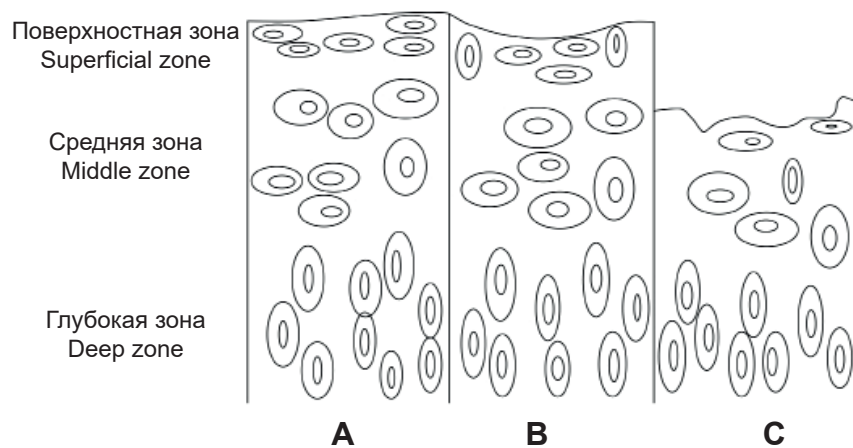 Поверхностная зона
Superficial zone
Средняя зона
Middle zone
Глубокая зона
Deep zone
A B C